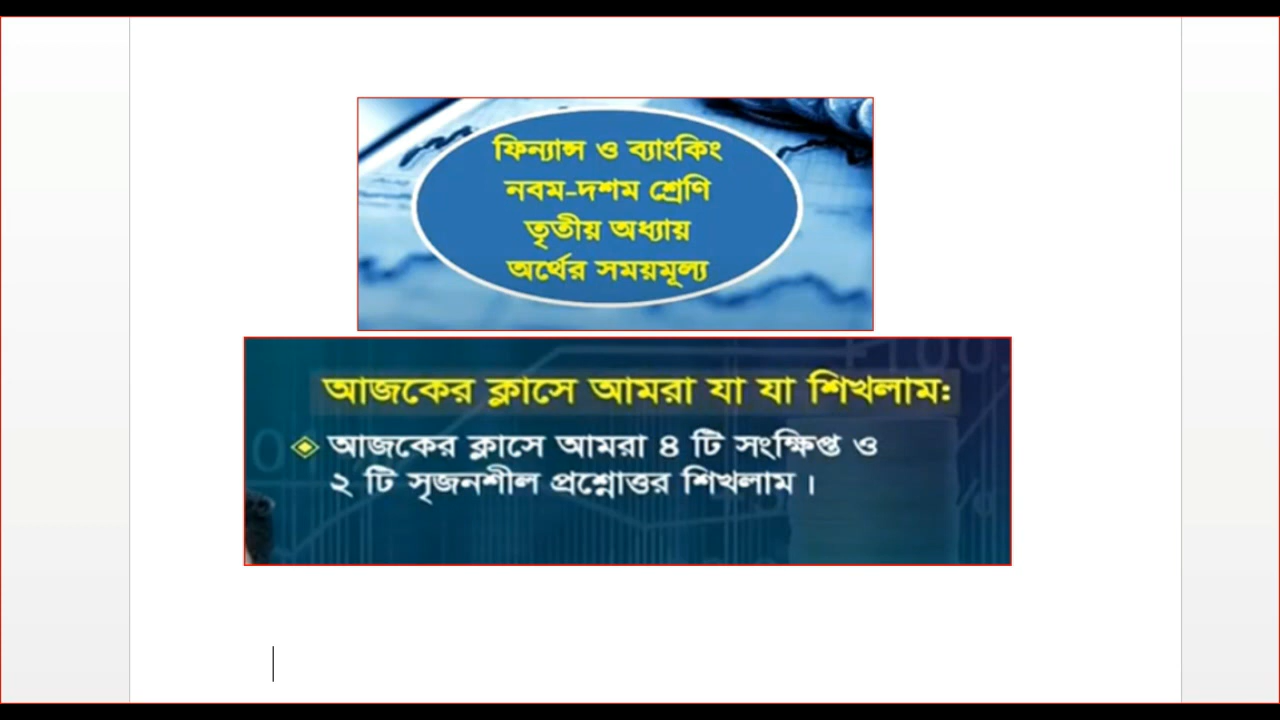 ফিন্যান্স ও ব্যাংকিং
নবম-দশম শ্রেণি
তৃতীয় অধ্যায়
অর্থের সময়মূল্য
আজকের ক্লাসে আমরা যা যা শিখলাম:
আজকের ক্লাসে আমরা ৪ টি সংক্ষিপ্ত ও
২ টি সৃজনশীল প্রশ্নোত্তর শিখলাম।